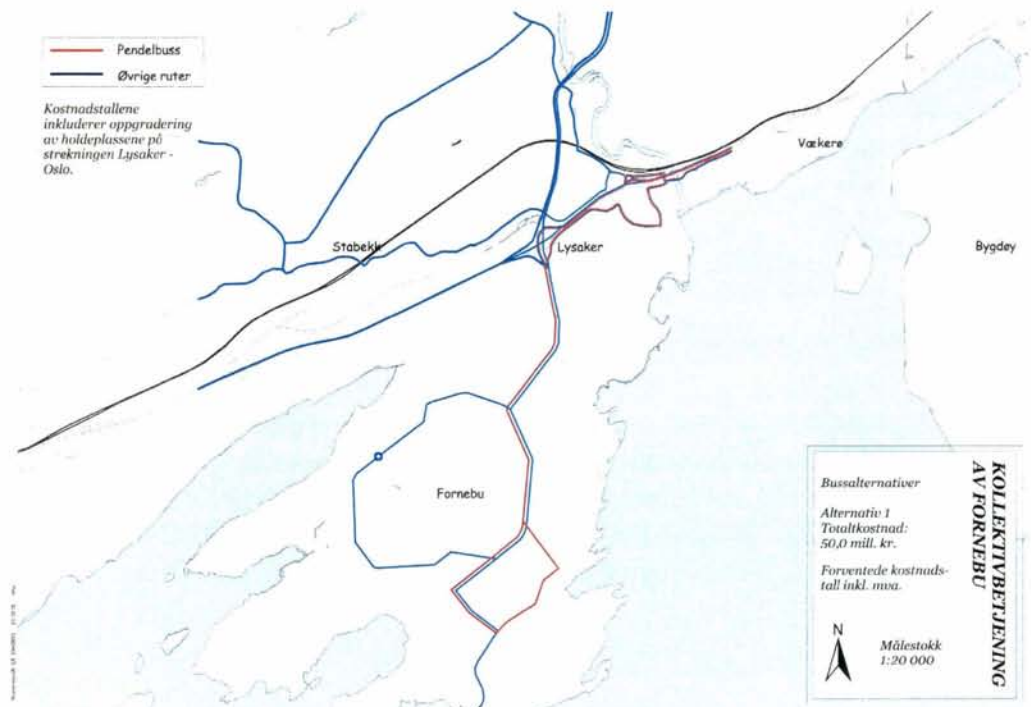 Pendelbuss
Øvrige ruter
Kostnadstallene
inkluderer oppgradering
av holdeplassene på
strekningen Lysaker -
Oslo.
Vækerø
Stabekk
Lysaker
Bygdøy
Fornebu
Bussalternativer
Alternativ 1
Totaltkostnad:
50,0 mill. kr.
Forventede kostnads-
tall inkl. mva.
N
Målestokk
1:20 000
KOLLEKTIVBETJENING
AV FORNEBU